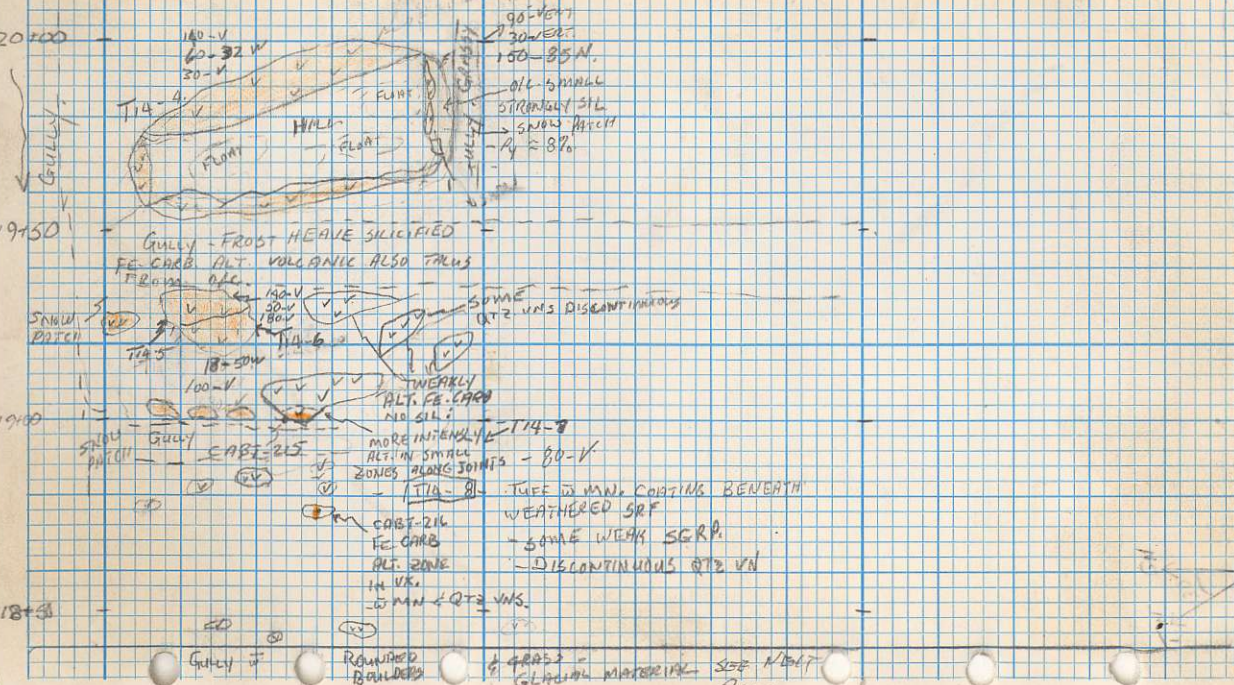 20+00
140-V
60-32 W
30-V
T14-4
GULLY
HILL
FLOAT
FLOAT
FLOAT
GULLY GRASSY
90-VERT
30-VERT.
150-85N.
O/C SMALL
STRONGLY SIL
SNOW PATCH
- Py ≈ 8%
19+50
GULLY - FROST HEAVE SILICIFIED
FE-CARB ALT. VOLCANIC ALSO TALUS
FROM O/C.
140-V
180-V
SNOW
PATCH
T14-5
T14-6
18-50W
100-V
SOME
QTZ VNS DISCONTINUOUS
WEAKLY
ALT. FE-CARB
NO SIL.
19+00
SNOW
PATCH
GULLY
CABT-215
MORE INTENSLY
ALT. IN SMALL
ZONES ALONG JOINTS - 80-V
T14-7
T14-8 - TUFF W MN. COATING BENEATH
WEATHERED SRF
- SOME WEAK SGRP.
- DISCONTINUOUS QTZ VN
CABT-216
FE CARB
ALT. ZONE
IN VK.
- W MN & QTZ VNS.
18+50
GULLY W
ROUNDED
BOULDERS
& GRASS -
GLACIAL MATERIAL SEE NEXT